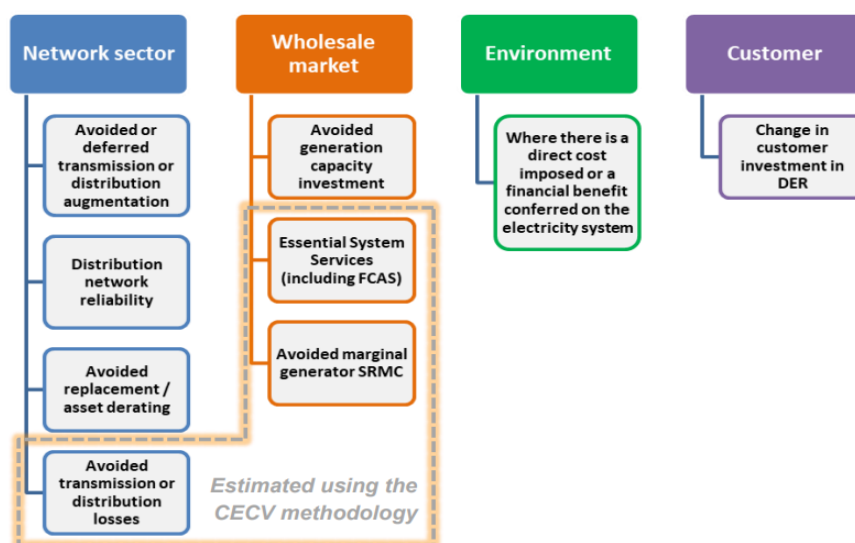 Network sector
Avoided or
deferred
transmission or
distribution
augmentation
Distribution
network
reliability
Avoided
replacement /
asset derating
Avoided
transmission or
distribution
losses
Wholesale
market
Avoided
generation
capacity
investment
Essential System
Services
(including FCAS)
Avoided marginal
generator SRMC
Estimated using the
CECV methodology
Environment
Where there is a
direct cost
imposed or a
financial benefit
conferred on the
electricity system
Customer
Change in
customer
investment in
DER